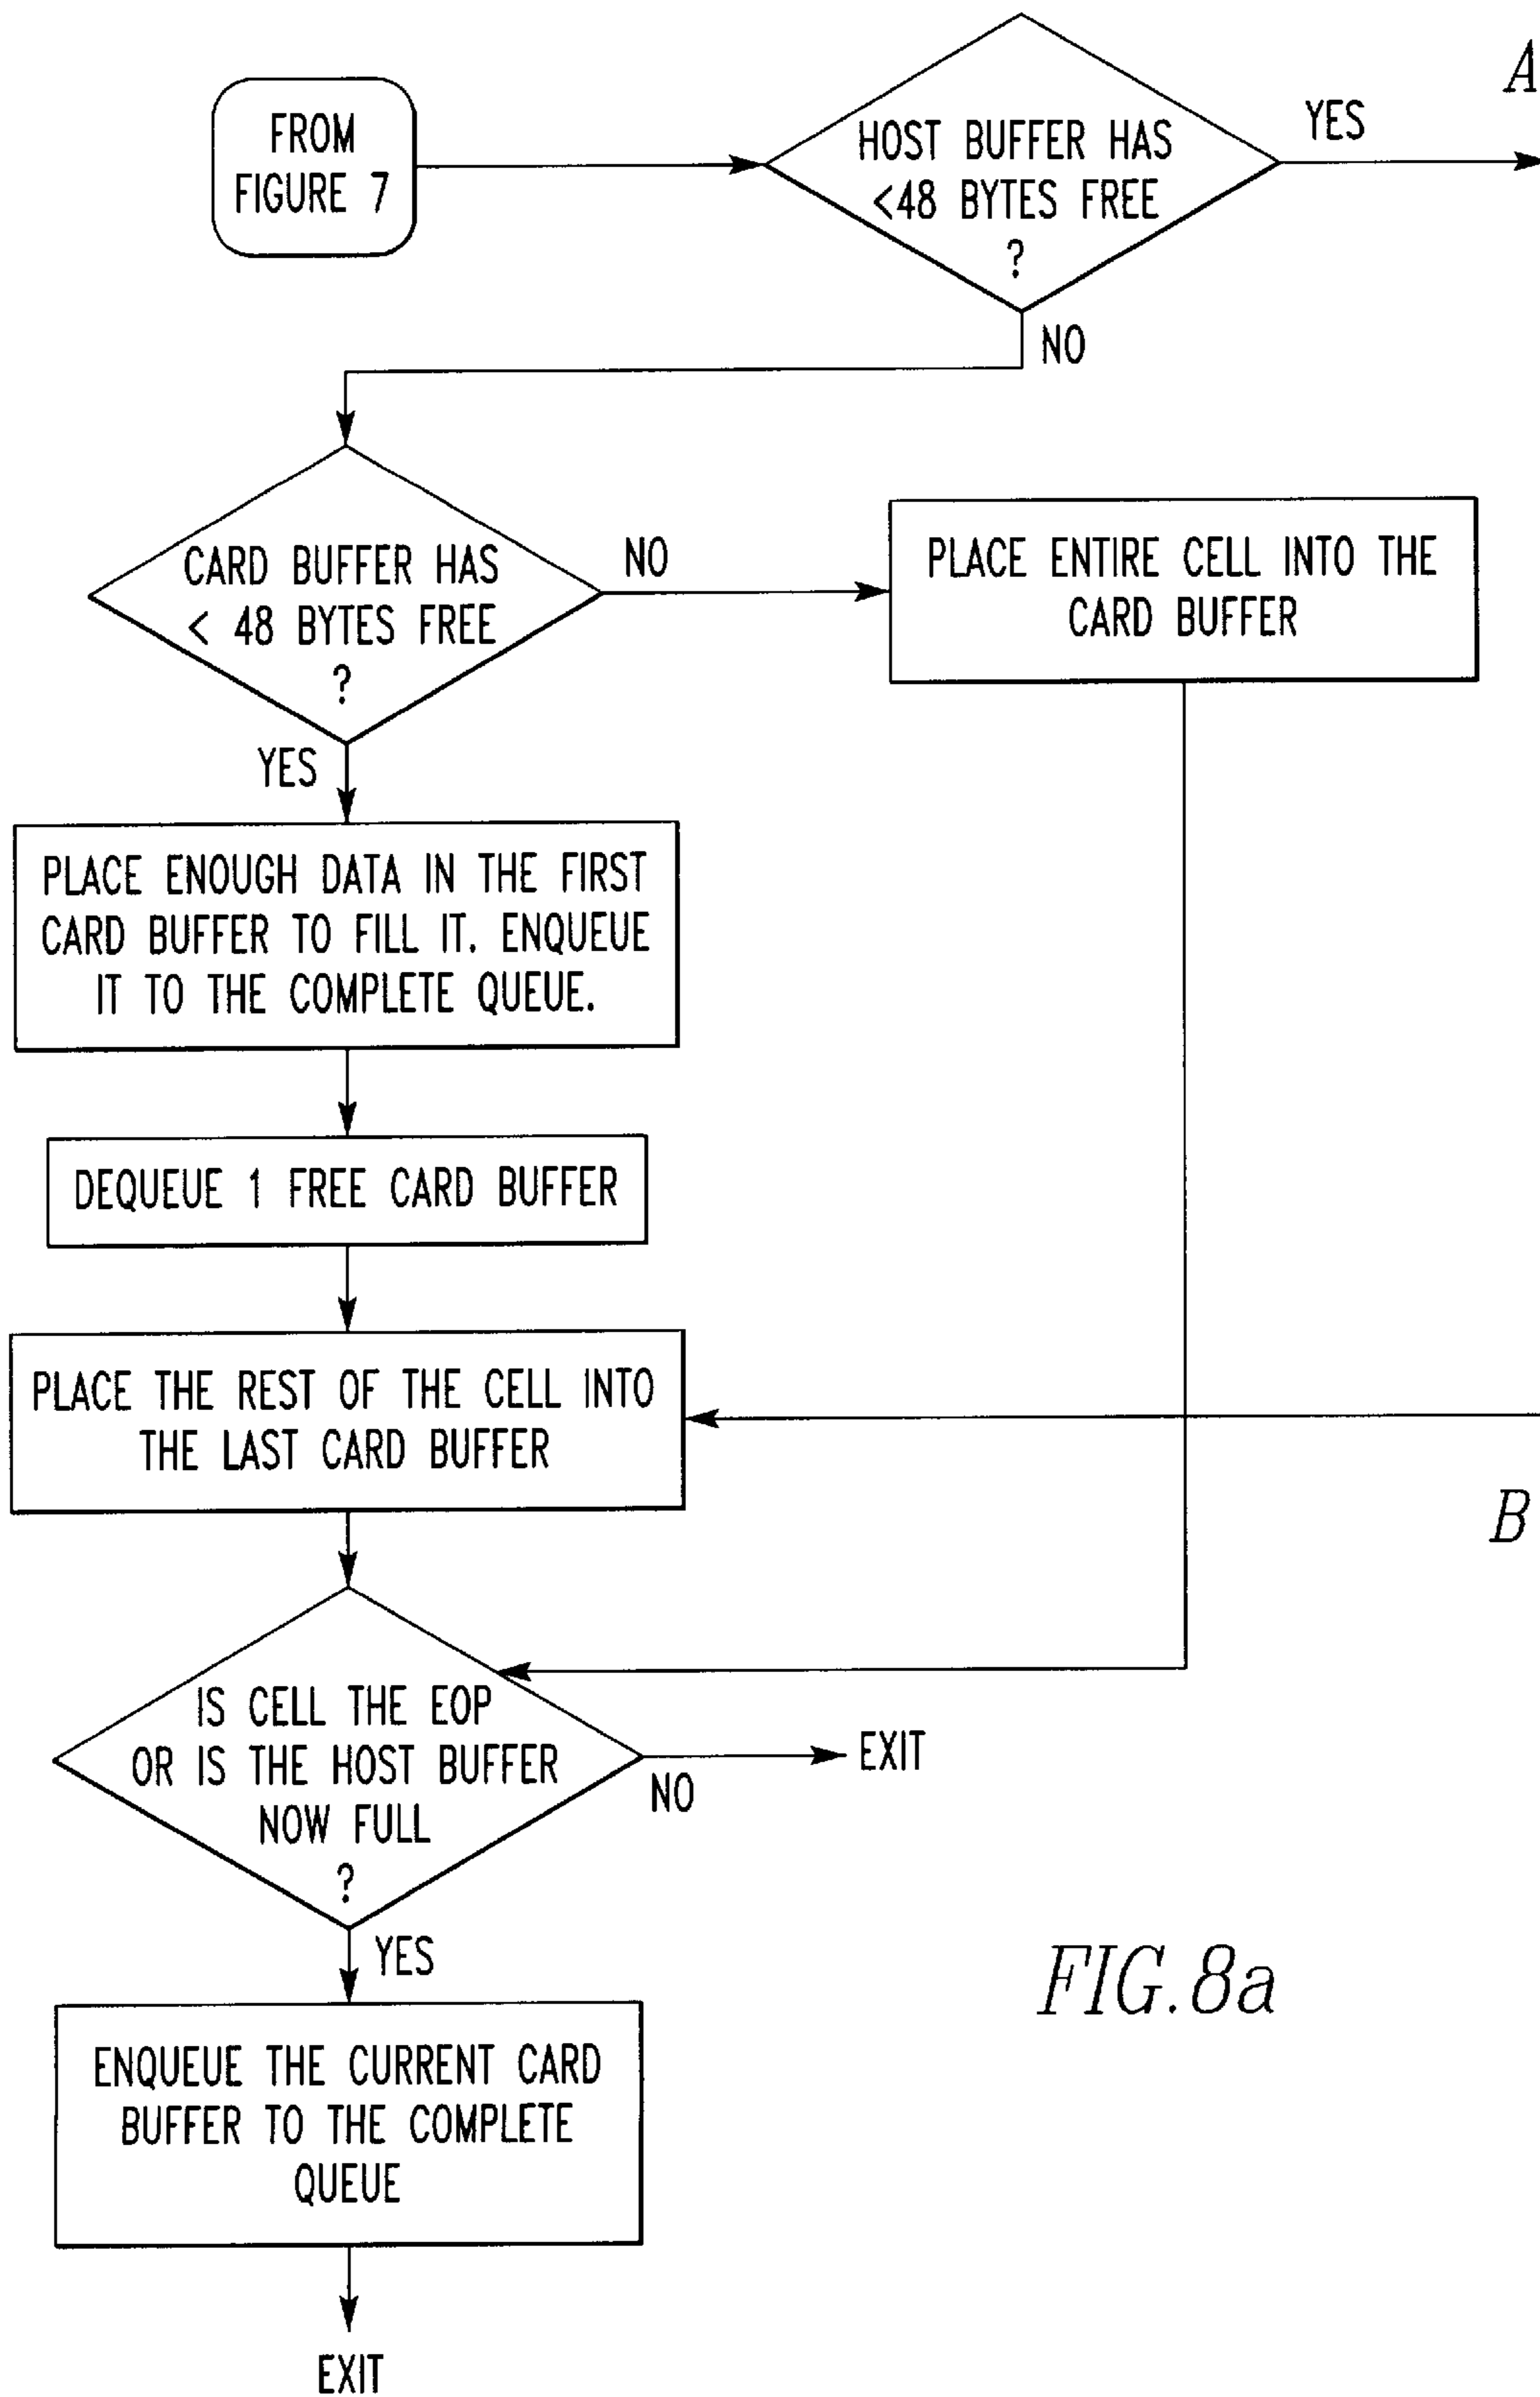 A
FROM
FIGURE 7
HOST BUFFER HAS
<48 BYTES FREE
?
YES
NO
CARD BUFFER HAS
< 48 BYTES FREE
?
NO
PLACE ENTIRE CELL INTO THE
CARD BUFFER
YES
PLACE ENOUGH DATA IN THE FIRST
CARD BUFFER TO FILL IT. ENQUEUE
IT TO THE COMPLETE QUEUE.
DEQUEUE 1 FREE CARD BUFFER
PLACE THE REST OF THE CELL INTO
THE LAST CARD BUFFER
B
IS CELL THE EOP
OR IS THE HOST BUFFER
NOW FULL
?
NO
EXIT
YES
ENQUEUE THE CURRENT CARD
BUFFER TO THE COMPLETE
QUEUE
EXIT
FIG.8a